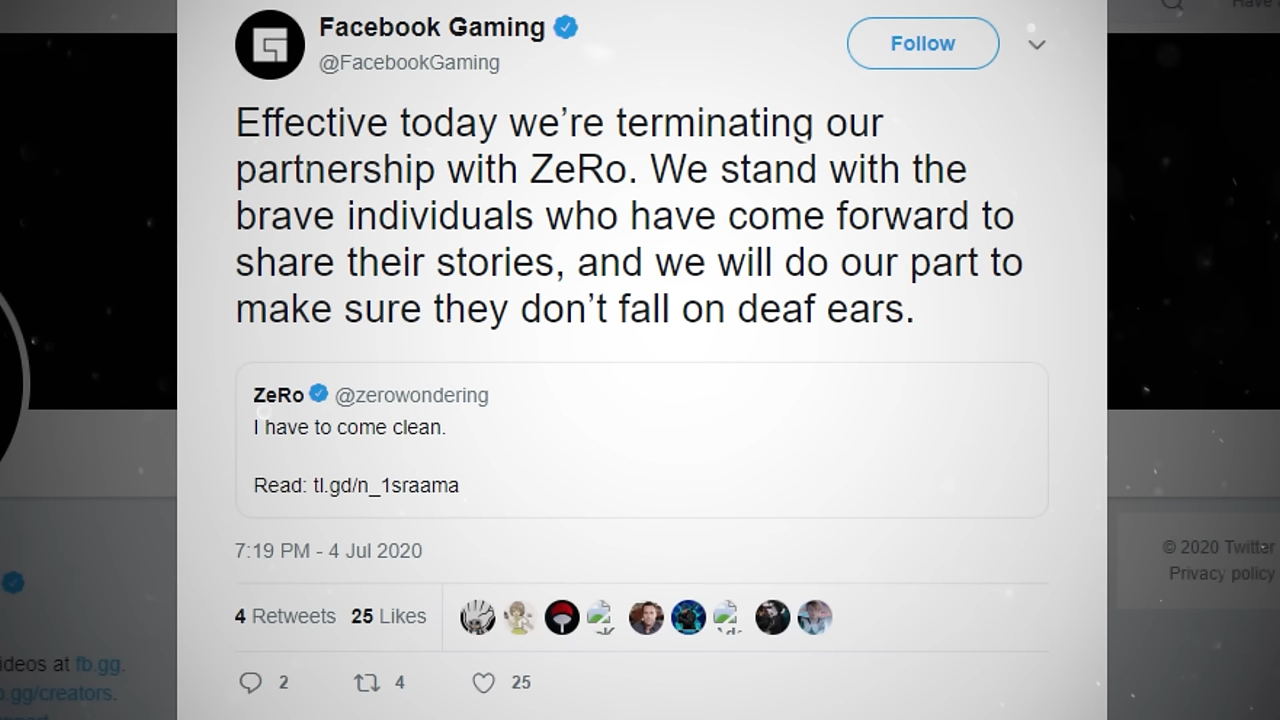 Have
Facebook Gaming
@FacebookGaming
Follow
Effective today we’re terminating our
partnership with ZeRo. We stand with the
brave individuals who have come forward to
share their stories, and we will do our part to
make sure they don’t fall on deaf ears.
ZeRo @zerowondering
I have to come clean.
Read: tl.gd/n_1sraama
7:19 PM - 4 Jul 2020
4 Retweets 25 Likes
2 4 25
© 2020 Twitter
Privacy policy
ideos at fb.gg.
gg/creators.